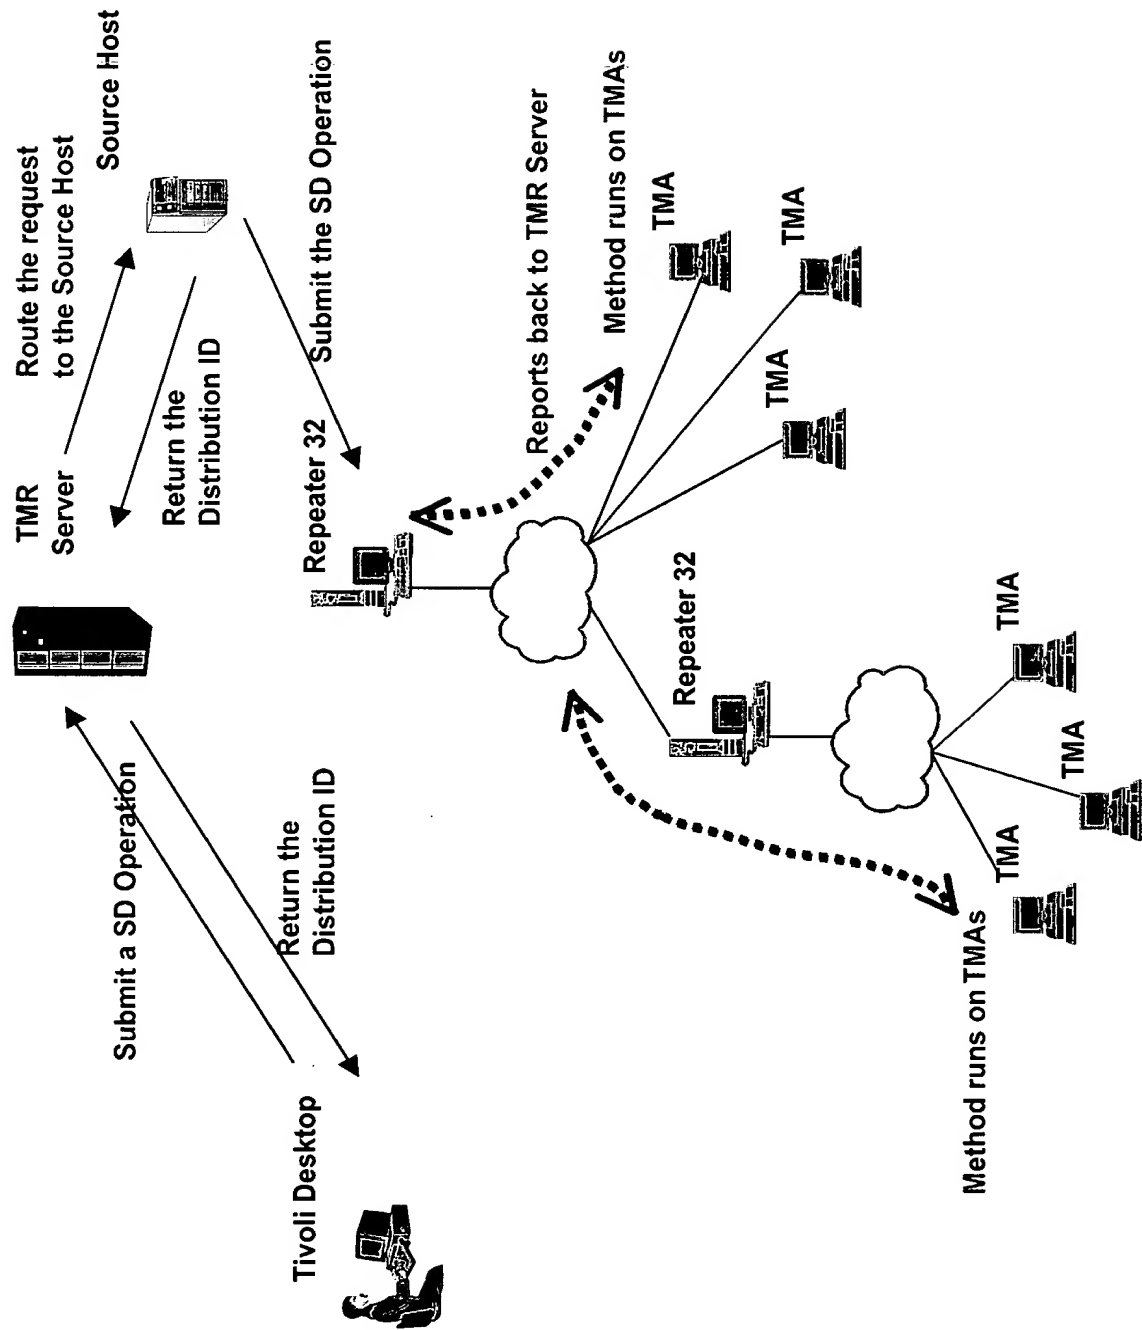 Tivoli Desktop
Submit a SD Operation
Return the
Distribution ID
TMR
Server
Route the request
to the Source Host
Source Host
Return the
Distribution ID
Submit the SD Operation
Repeater 32
Reports back to TMR Server
Method runs on TMAs
TMA
TMA
TMA
Repeater 32
TMA
TMA
TMA
Method runs on TMAs